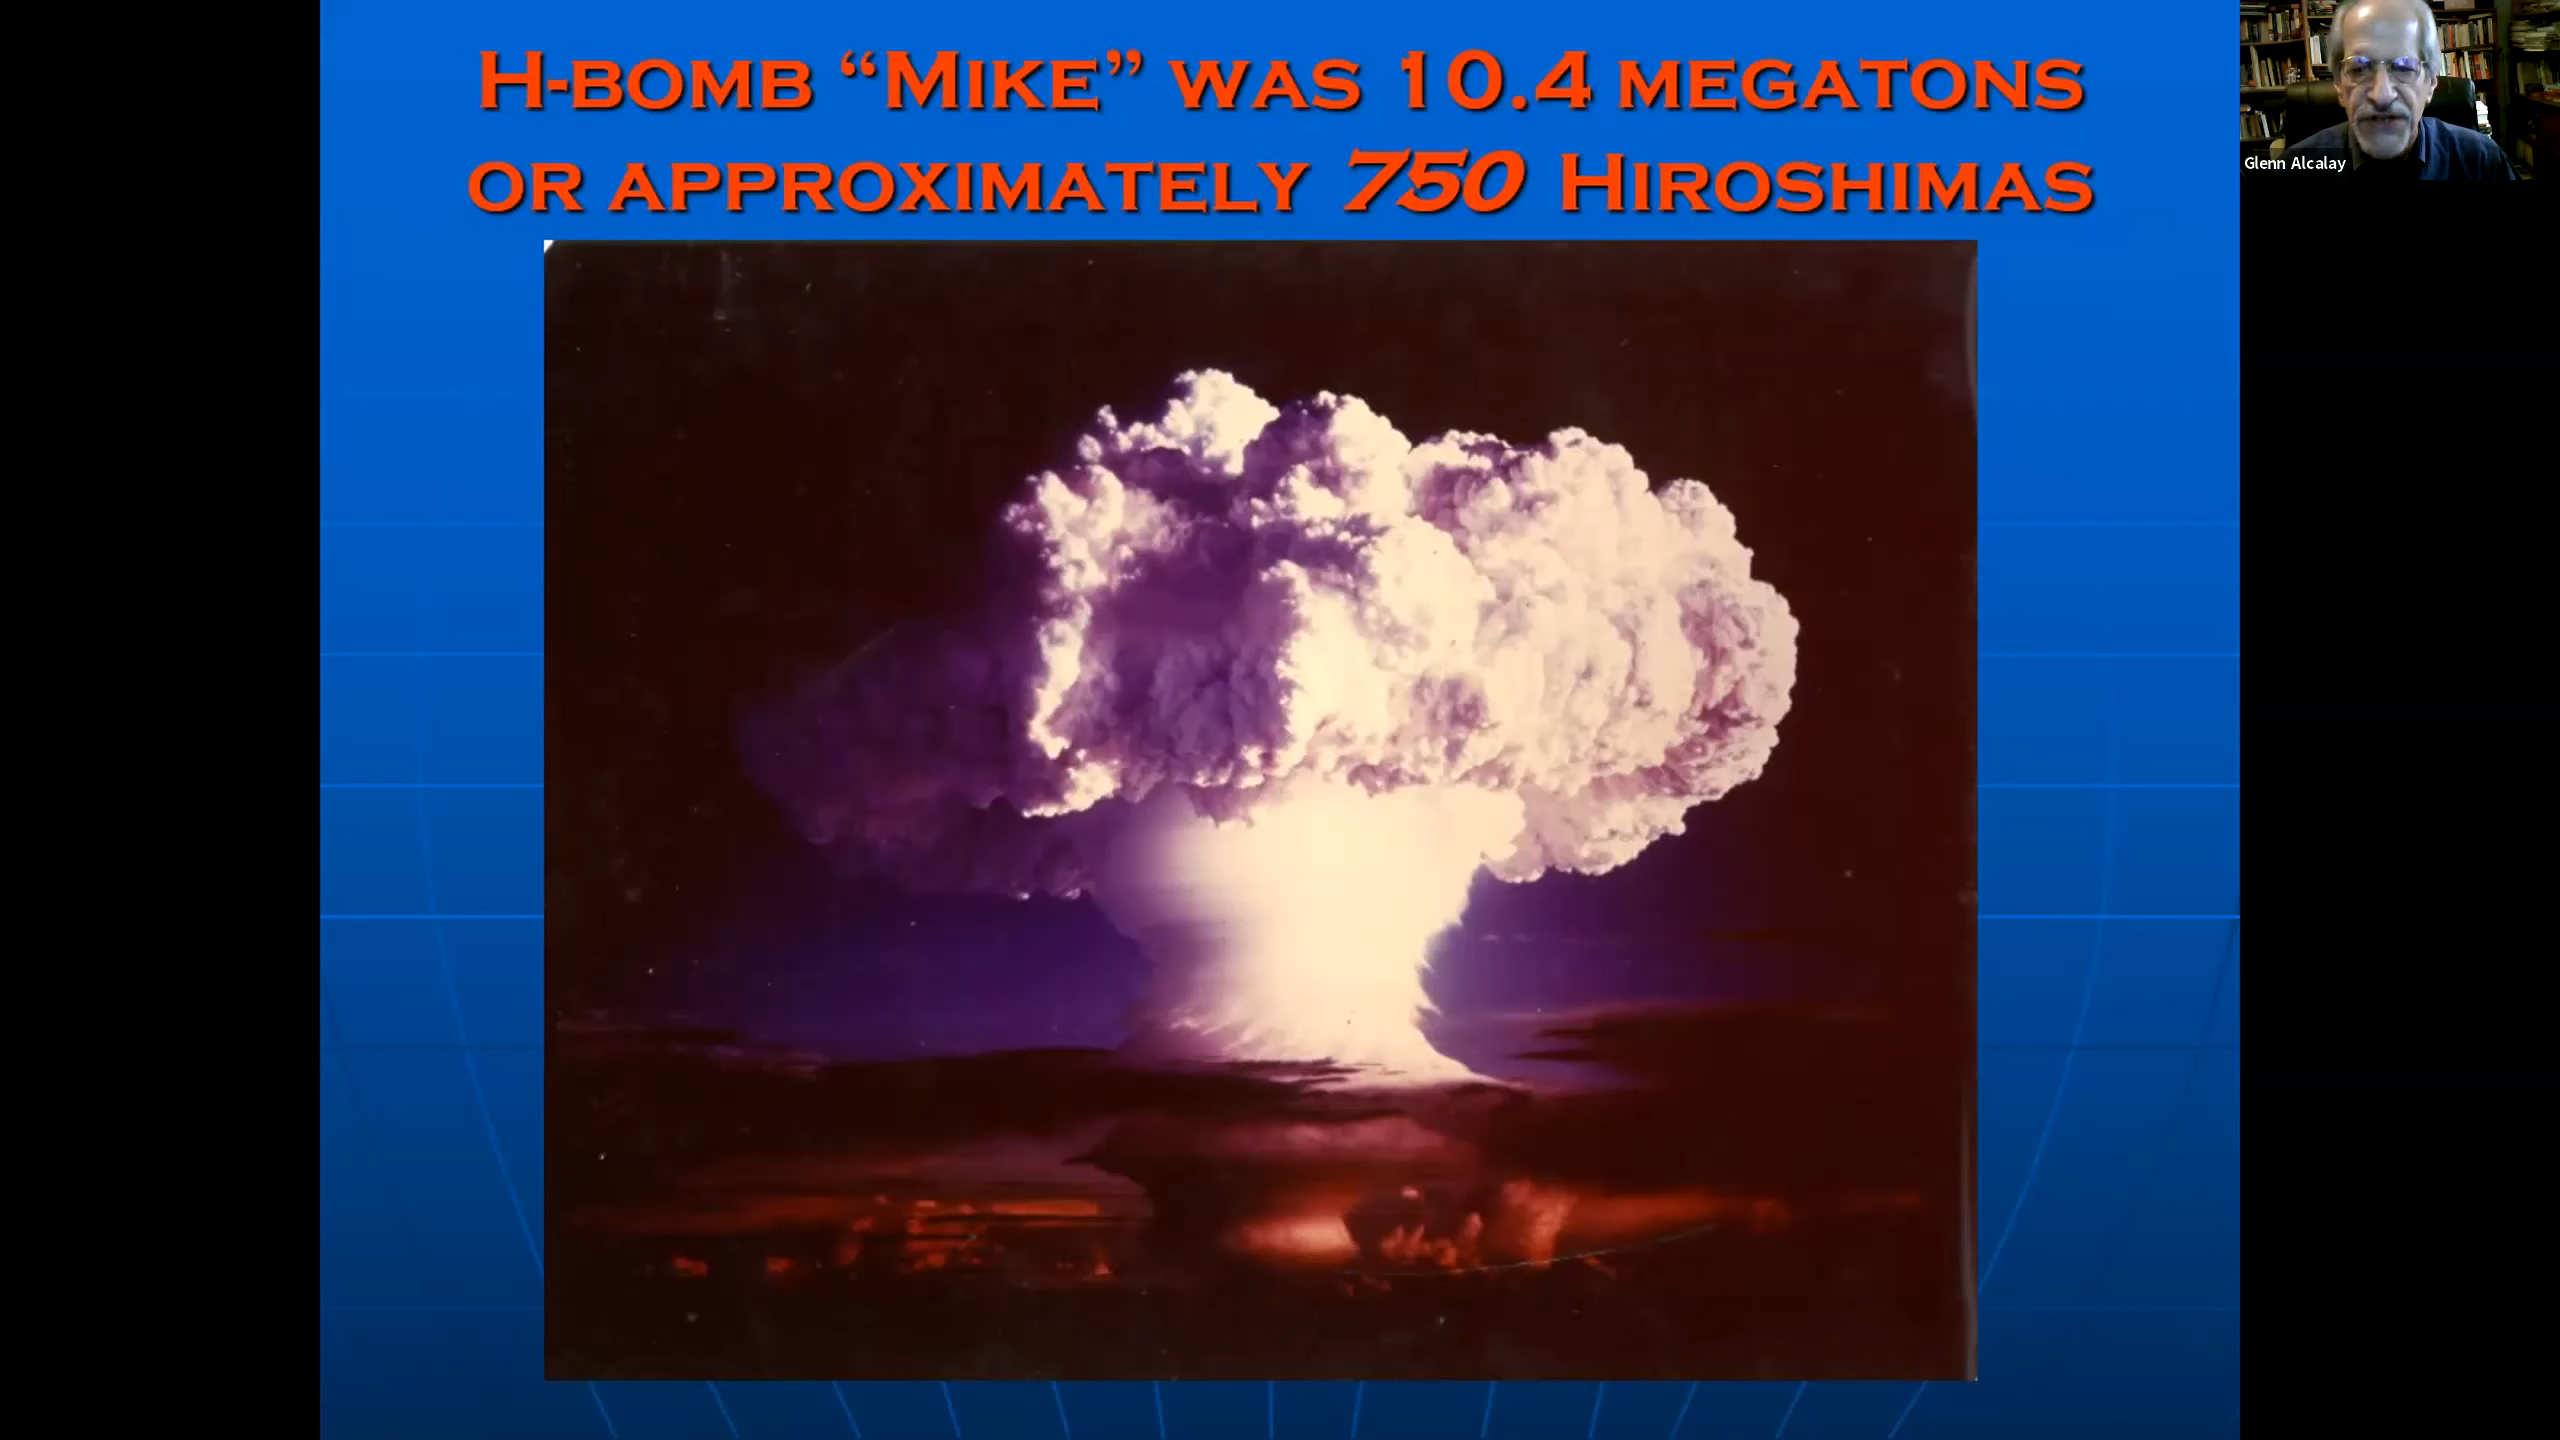 H-bomb “Mike” was 10.4 megatons
or approximately 750 Hiroshimas
Glenn Alcalay